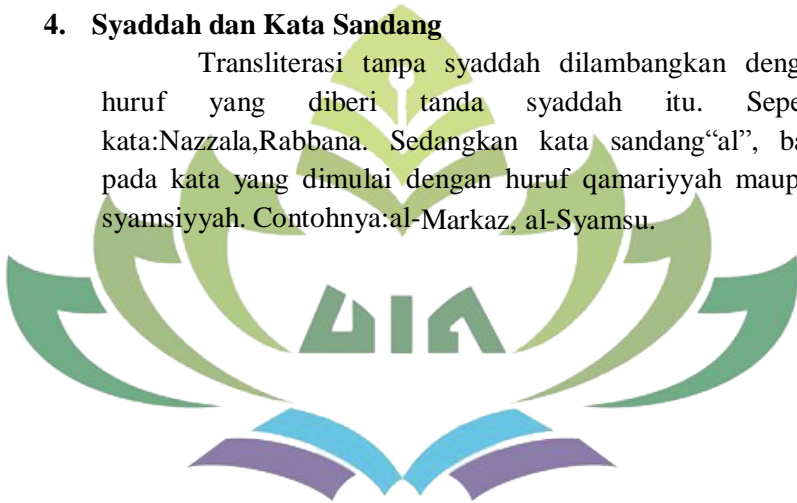 4. Syaddah dan Kata Sandang
Transliterasi tanpa syaddah dilambangkan deng
huruf yang diberi tanda syaddah itu. Sepe
kata:Nazzala,Rabbana. Sedangkan kata sandang“al”, ba
pada kata yang dimulai dengan huruf qamariyyah maup
syamsiyyah. Contohnya:al-Markaz, al-Syamsu.
UIN